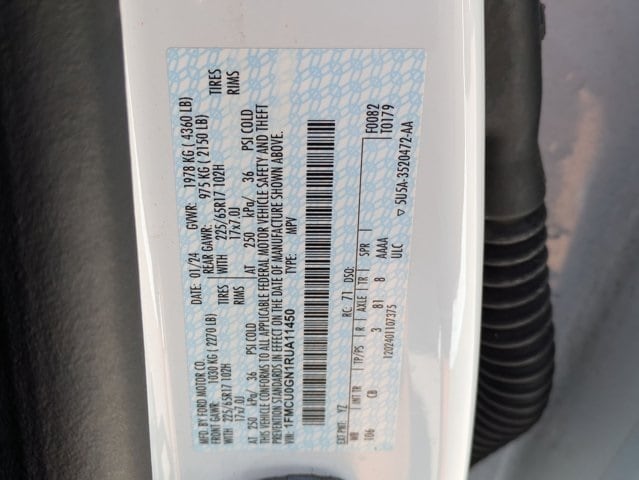 MFD. BY FORD MOTOR CO.
DATE: 01/24 GVWR: 1978 KG ( 4360 LB)
FRONT GAWR: 1030 KG ( 2270 LB) REAR GAWR: 975 KG ( 2150 LB)
WITH 225/65R17 102H TIRES WITH 225/65R17 102H TIRES
17x7.0J RIMS 17x7.0J RIMS
AT 250 kPa/ 36 PSI COLD AT 250 kPa/ 36 PSI COLD
THIS VEHICLE CONFORMS TO ALL APPLICABLE FEDERAL MOTOR VEHICLE SAFETY AND THEFT
PREVENTION STANDARDS IN EFFECT ON THE DATE OF MANUFACTURE SHOWN ABOVE.
VIN: 1FMCU0GN1RUA11450 TYPE: MPV
F0082
T0179
EXT PNT: YZ RC: 71 DSO:
WB INT TR TP/PS R AXLE TR SPR
106 CB 3 B1 8 AAAA
ULC
1202401107375
5U5A-3520472-AA